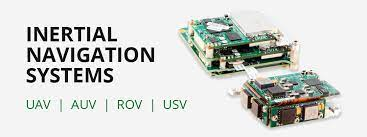 INERTIAL
NAVIGATION
SYSTEMS
UAV | AUV | ROV | USV